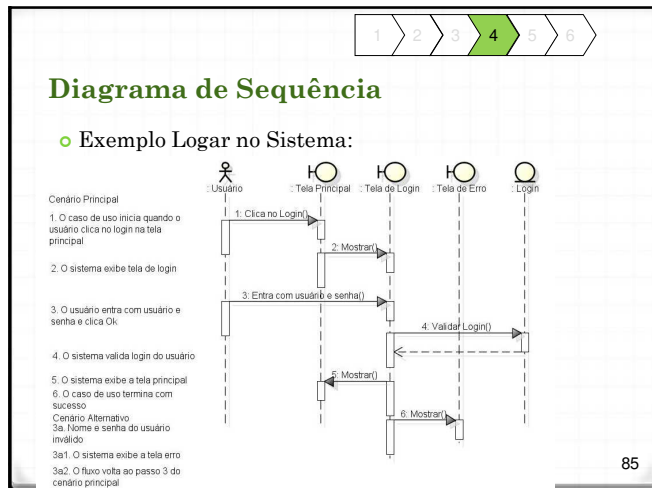 1 2 3 4 5 6
Diagrama de Sequência
Exemplo Logar no Sistema:
: Usuário : Tela Principal : Tela de Login : Tela de Erro : Login
Cenário Principal
1. O caso de uso inicia quando o
usuário clica no login na tela
principal
1: Clica no Login()
2: Mostrar()
2. O sistema exibe tela de login
3: Entra com usuário e senha()
3. O usuário entra com usuário e
senha e clica Ok
4: Validar Login()
4. O sistema valida login do usuário
5. O sistema exibe a tela principal
5: Mostrar()
6. O caso de uso termina com
sucesso
Cenário Alternativo
6: Mostrar()
3a. Nome e senha do usuário
inválido
3a1. O sistema exibe a tela erro
3a2. O fluxo volta ao passo 3 do
cenário principal
85